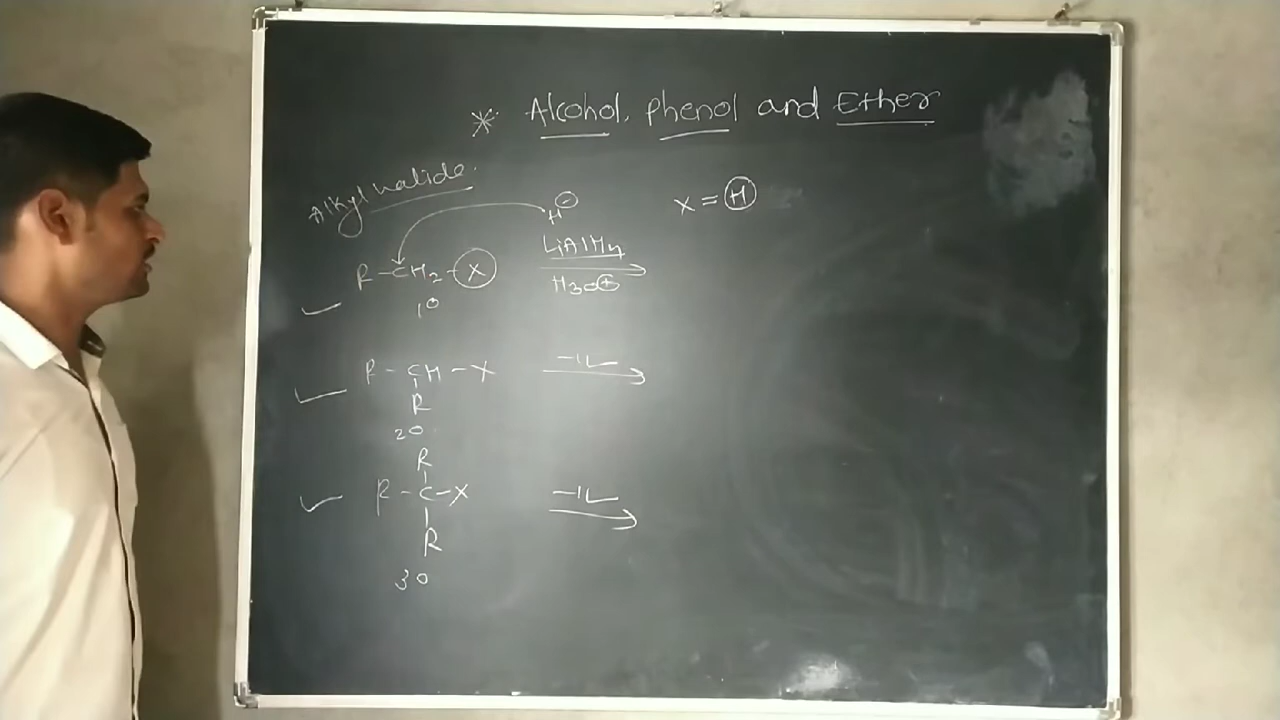 * Alcohol, phenol and Ether
Alkyl halide.
H⊖
X = H
R-CH2-X
LiAlH4
H3O⊕
1°
R-CH-X
-"-
R
2°
R
R-C-X
-"-
R
3°